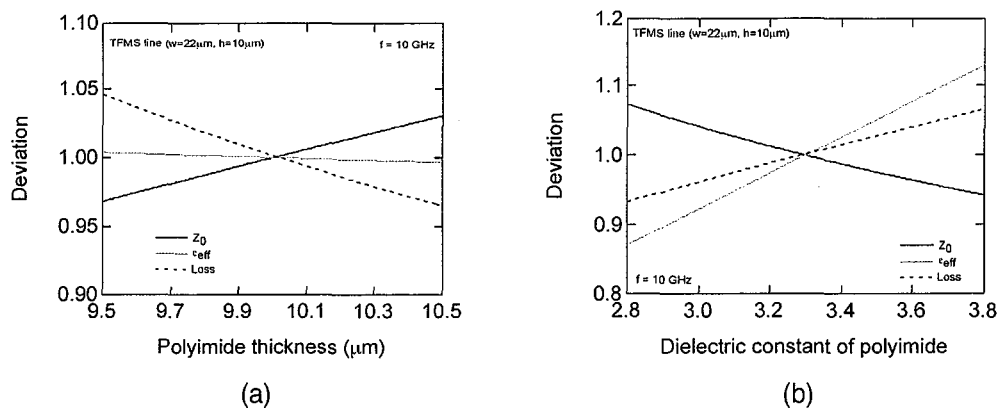 1.10
TFMS line (w=22μm, h=10μm)
f = 10 GHz
1.05
1.00
0.95
0.90
Deviation
Z0
εeff
Loss
9.5
9.7
9.9
10.1
10.3
10.5
Polyimide thickness (μm)
(a)
1.2
TFMS line (w=22μm, h=10μm)
1.1
1.0
0.9
0.8
Deviation
Z0
εeff
Loss
f = 10 GHz
2.8
3.0
3.2
3.4
3.6
3.8
Dielectric constant of polyimide
(b)